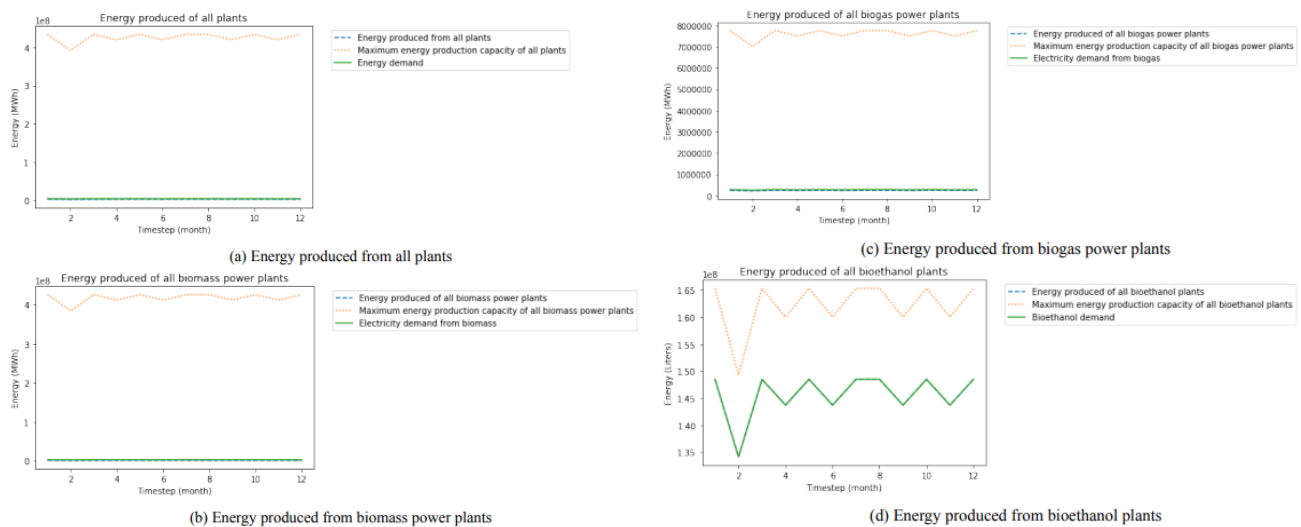 Energy produced of all plants
1e8
4
3
2
1
0
Energy (MWh)
2 4 6 8 10 12
Timestep (month)
Energy produced from all plants
Maximum energy production capacity of all plants
Energy demand
(a) Energy produced from all plants
Energy produced of all biomass power plants
1e8
4
3
2
1
0
Energy (MWh)
2 4 6 8 10 12
Timestep (month)
Energy produced of all biomass power plants
Maximum energy production capacity of all biomass power plants
Electricity demand from biomass
(b) Energy produced from biomass power plants
Energy produced of all biogas power plants
8000000
7000000
6000000
5000000
4000000
3000000
2000000
1000000
0
Energy (MWh)
2 4 6 8 10 12
Timestep (month)
Energy produced of all biogas power plants
Maximum energy production capacity of all biogas power plants
Electricity demand from biogas
(c) Energy produced from biogas power plants
Energy produced of all bioethanol plants
1e8
1.65
1.60
1.55
1.50
1.45
1.40
1.35
Energy (Liters)
2 4 6 8 10 12
Timestep (month)
Energy produced of all bioethanol plants
Maximum energy production capacity of all bioethanol plants
Bioethanol demand
(d) Energy produced from bioethanol plants